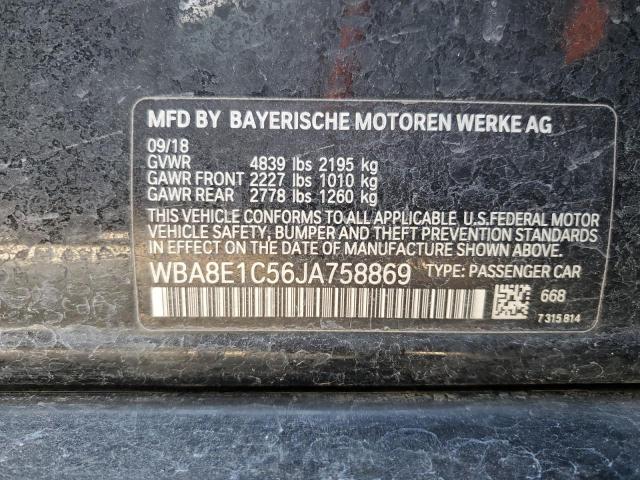 MFD BY BAYERISCHE MOTOREN WERKE AG
09/18
GVWR 4839 lbs 2195 kg
GAWR FRONT 2227 lbs 1010 kg
GAWR REAR 2778 lbs 1260 kg
THIS VEHICLE CONFORMS TO ALL APPLICABLE U.S.FEDERAL MOTOR
VEHICLE SAFETY, BUMPER AND THEFT PREVENTION STANDARDS
IN EFFECT ON THE DATE OF MANUFACTURE SHOWN ABOVE.
WBA8E1C56JA758869 TYPE: PASSENGER CAR
668
7 315 814